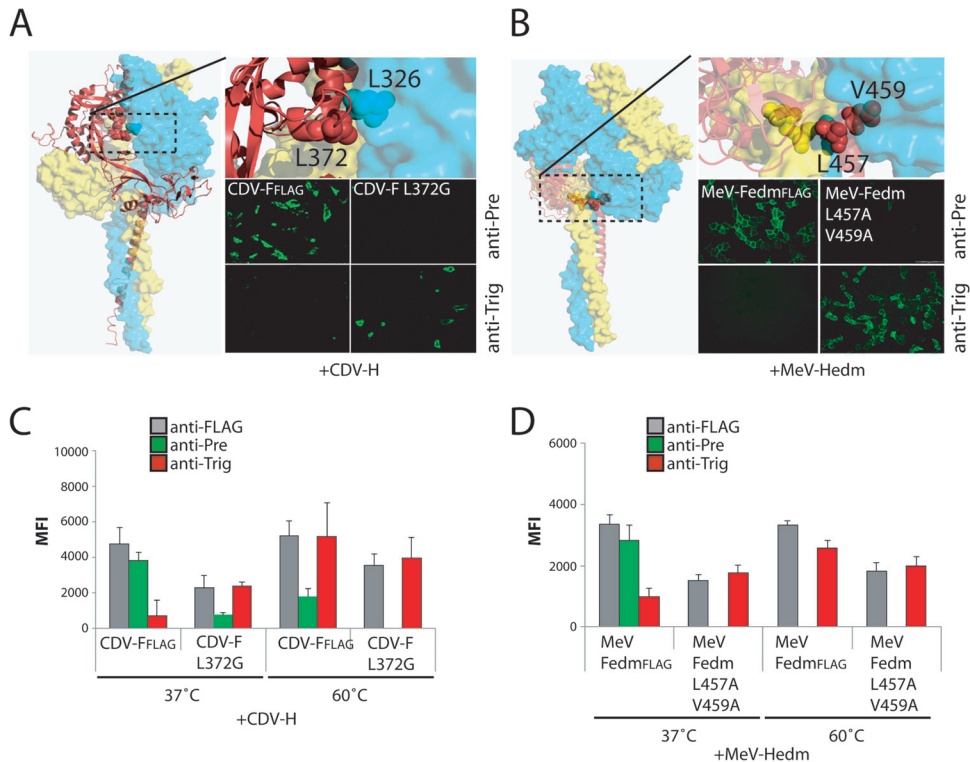 A
L326
L372
CDV-FFLAG
CDV-F L372G
anti-Pre
anti-Trig
+CDV-H
B
V459
L457
MeV-FedmFLAG
MeV-Fedm
L457A
V459A
anti-Pre
anti-Trig
+MeV-Hedm
C
anti-FLAG
anti-Pre
anti-Trig
10000
8000
6000
4000
2000
0
MFI
CDV-FFLAG
CDV-F
L372G
CDV-FFLAG
CDV-F
L372G
37˚C
60˚C
+CDV-H
D
anti-FLAG
anti-Pre
anti-Trig
6000
4000
2000
0
MFI
MeV
FedmFLAG
MeV
Fedm
L457A
V459A
MeV
FedmFLAG
MeV
Fedm
L457A
V459A
37˚C
60˚C
+MeV-Hedm